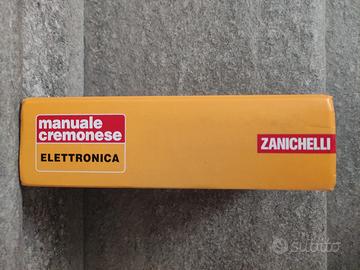 manuale
cremonese
ELETTRONICA
ZANICHELLI
subito